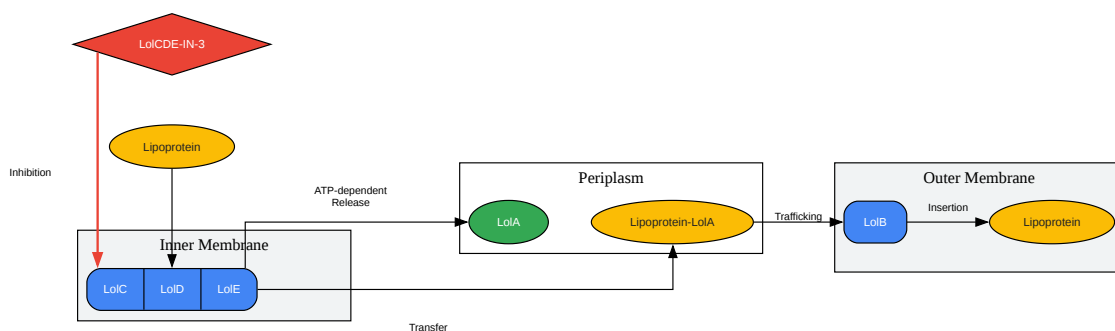 LolCDE-IN-3
Lipoprotein
Inhibition
ATP-dependent
Release
Periplasm
Outer Membrane
LolA
Lipoprotein-LolA
Trafficking
LolB
Insertion
Lipoprotein
Inner Membrane
LolC
LolD
LolE
Transfer